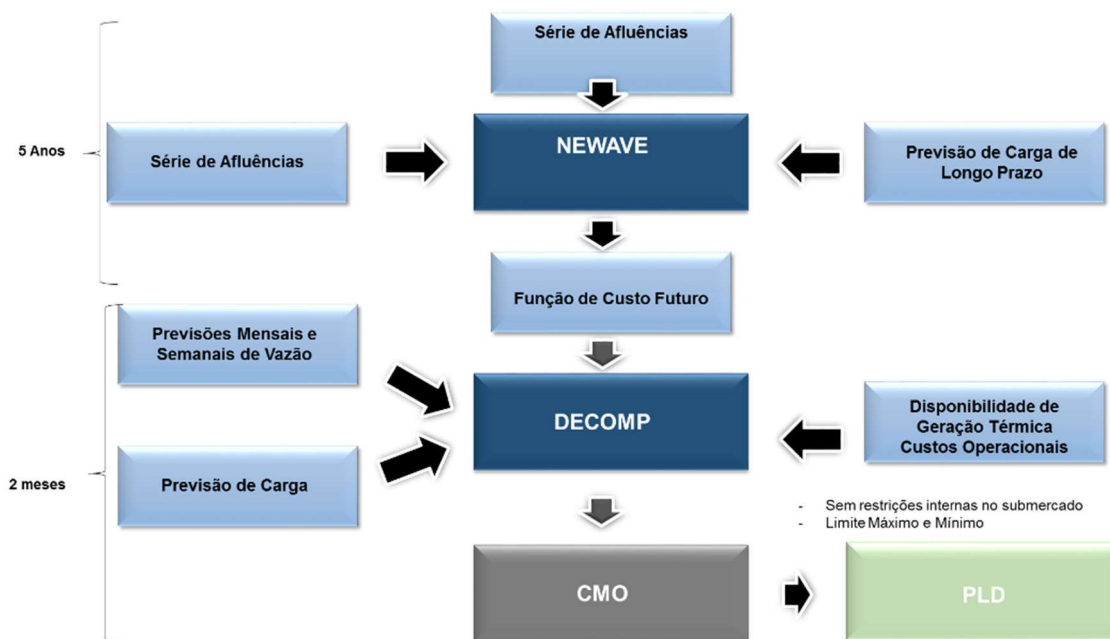 Série de Afluências
5 Anos
Série de Afluências
NEWAVE
Previsão de Carga de
Longo Prazo
Função de Custo Futuro
Previsões Mensais e
Semanais de Vazão
DECOMP
Disponibilidade de
Geração Térmica
Custos Operacionais
2 meses
Previsão de Carga
- Sem restrições internas no submercado
- Limite Máximo e Mínimo
CMO
PLD